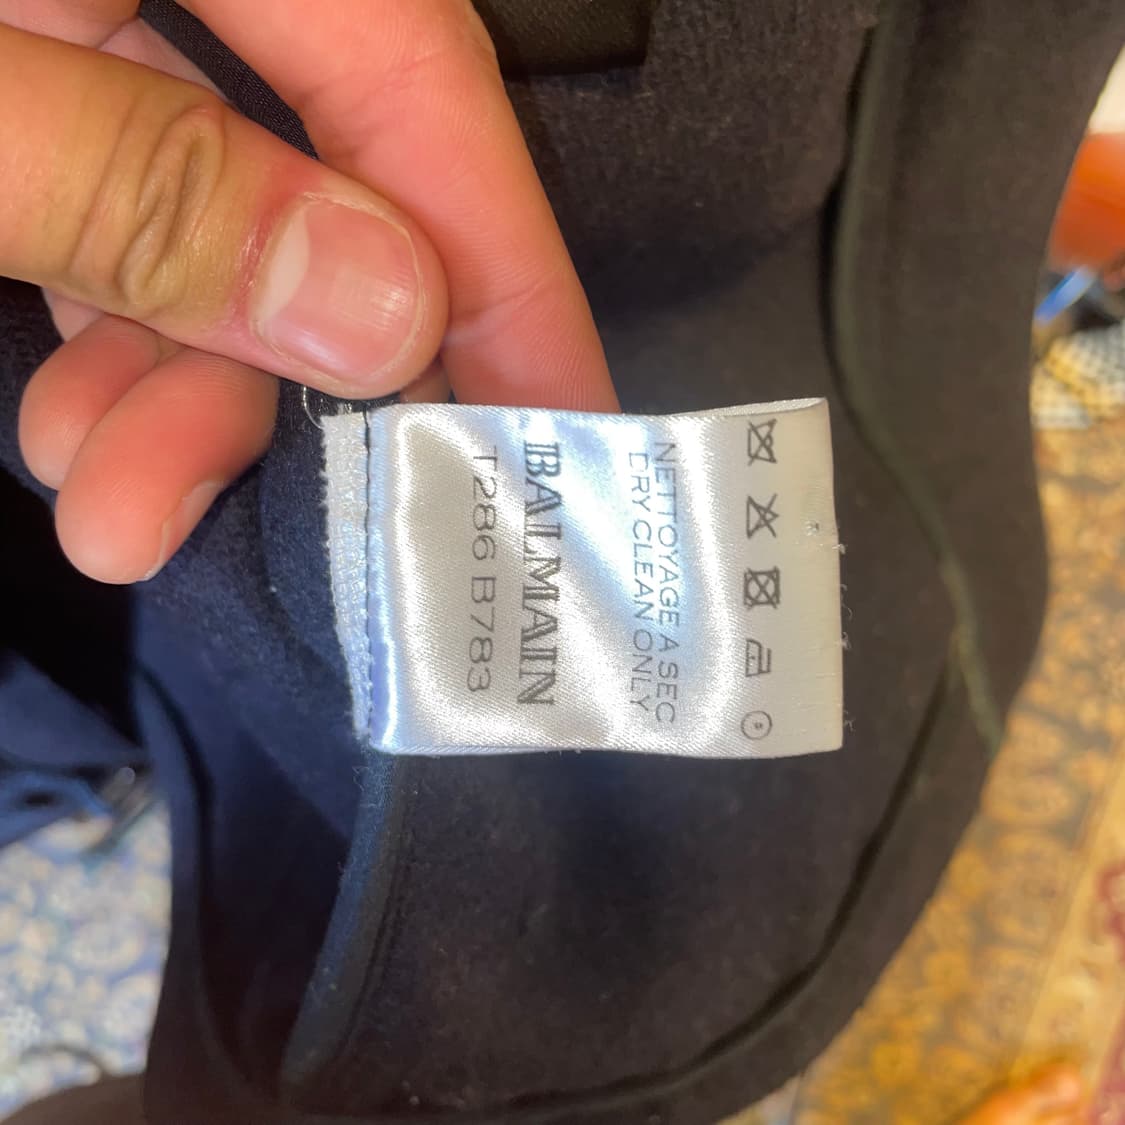 NETTOYAGE A SEC
DRY CLEAN ONLY
BALMAIN
T286 B783